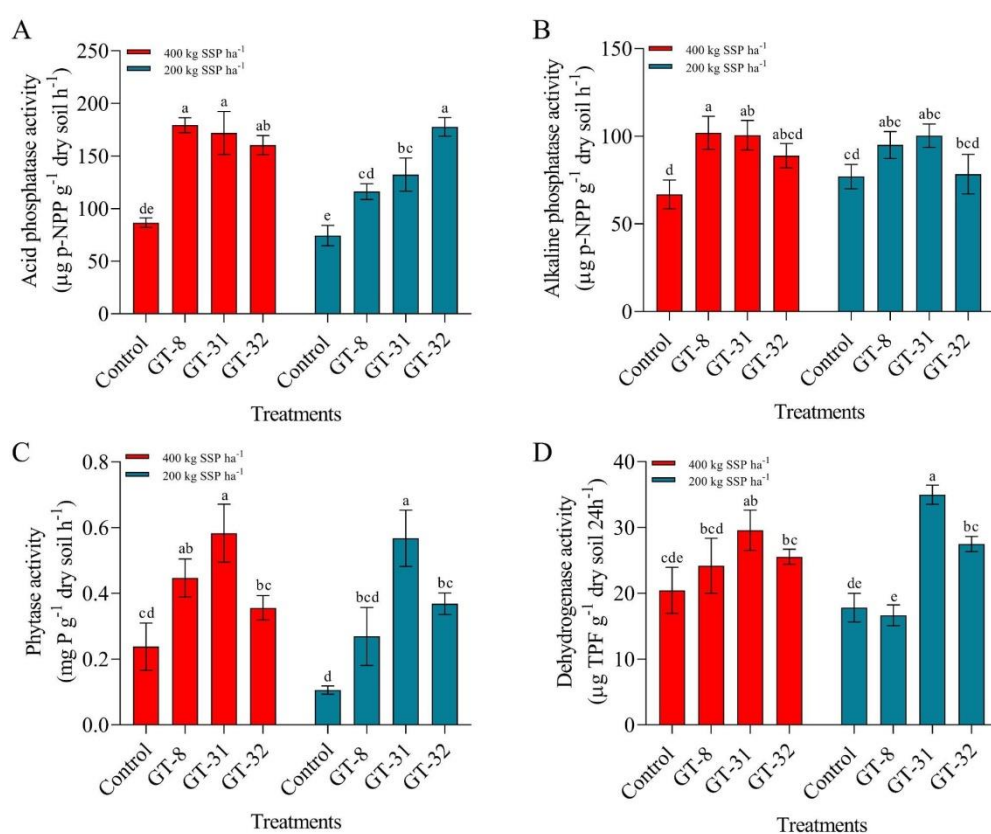 A
400 kg SSP ha⁻¹
200 kg SSP ha⁻¹
Acid phosphatase activity
(µg p-NPP g⁻¹ dry soil h⁻¹)
250
200
150
100
50
0
de
a
a
ab
e
cd
bc
a
Control
GT-8
GT-31
GT-32
Control
GT-8
GT-31
GT-32
Treatments
B
400 kg SSP ha⁻¹
200 kg SSP ha⁻¹
Alkaline phosphatase activity
(µg p-NPP g⁻¹ dry soil h⁻¹)
150
100
50
0
d
a
ab
abcd
cd
abc
abc
bcd
Control
GT-8
GT-31
GT-32
Control
GT-8
GT-31
GT-32
Treatments
C
400 kg SSP ha⁻¹
200 kg SSP ha⁻¹
Phytase activity
(mg P g⁻¹ dry soil h⁻¹)
0.8
0.6
0.4
0.2
0.0
cd
ab
a
bc
d
bcd
a
bc
Control
GT-8
GT-31
GT-32
Control
GT-8
GT-31
GT-32
Treatments
D
400 kg SSP ha⁻¹
200 kg SSP ha⁻¹
Dehydrogenase activity
(µg TPF g⁻¹ dry soil 24h⁻¹)
40
30
20
10
0
cde
bcd
ab
bc
de
e
a
bc
Control
GT-8
GT-31
GT-32
Control
GT-8
GT-31
GT-32
Treatments